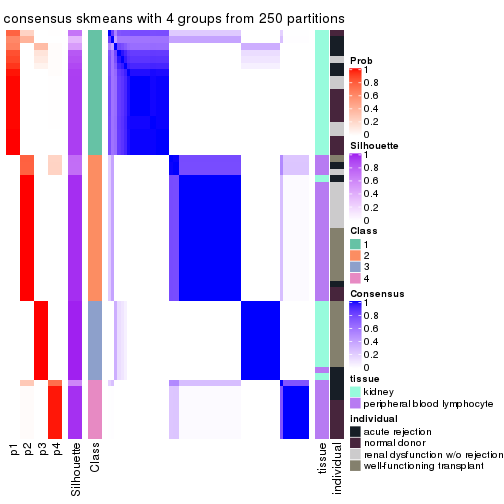 consensus skmeans with 4 groups from 250 partitions
Prob
1
0.8
0.6
0.4
0.2
0
Silhouette
1
0.8
0.6
0.4
0.2
0
Class
1
2
3
4
Consensus
1
0.8
0.6
0.4
0.2
0
tissue
kidney
peripheral blood lymphocyte
individual
acute rejection
normal donor
renal dysfunction w/o rejection
well-functioning transplant
p1
p2
p3
p4
Silhouette
Class
tissue
individual